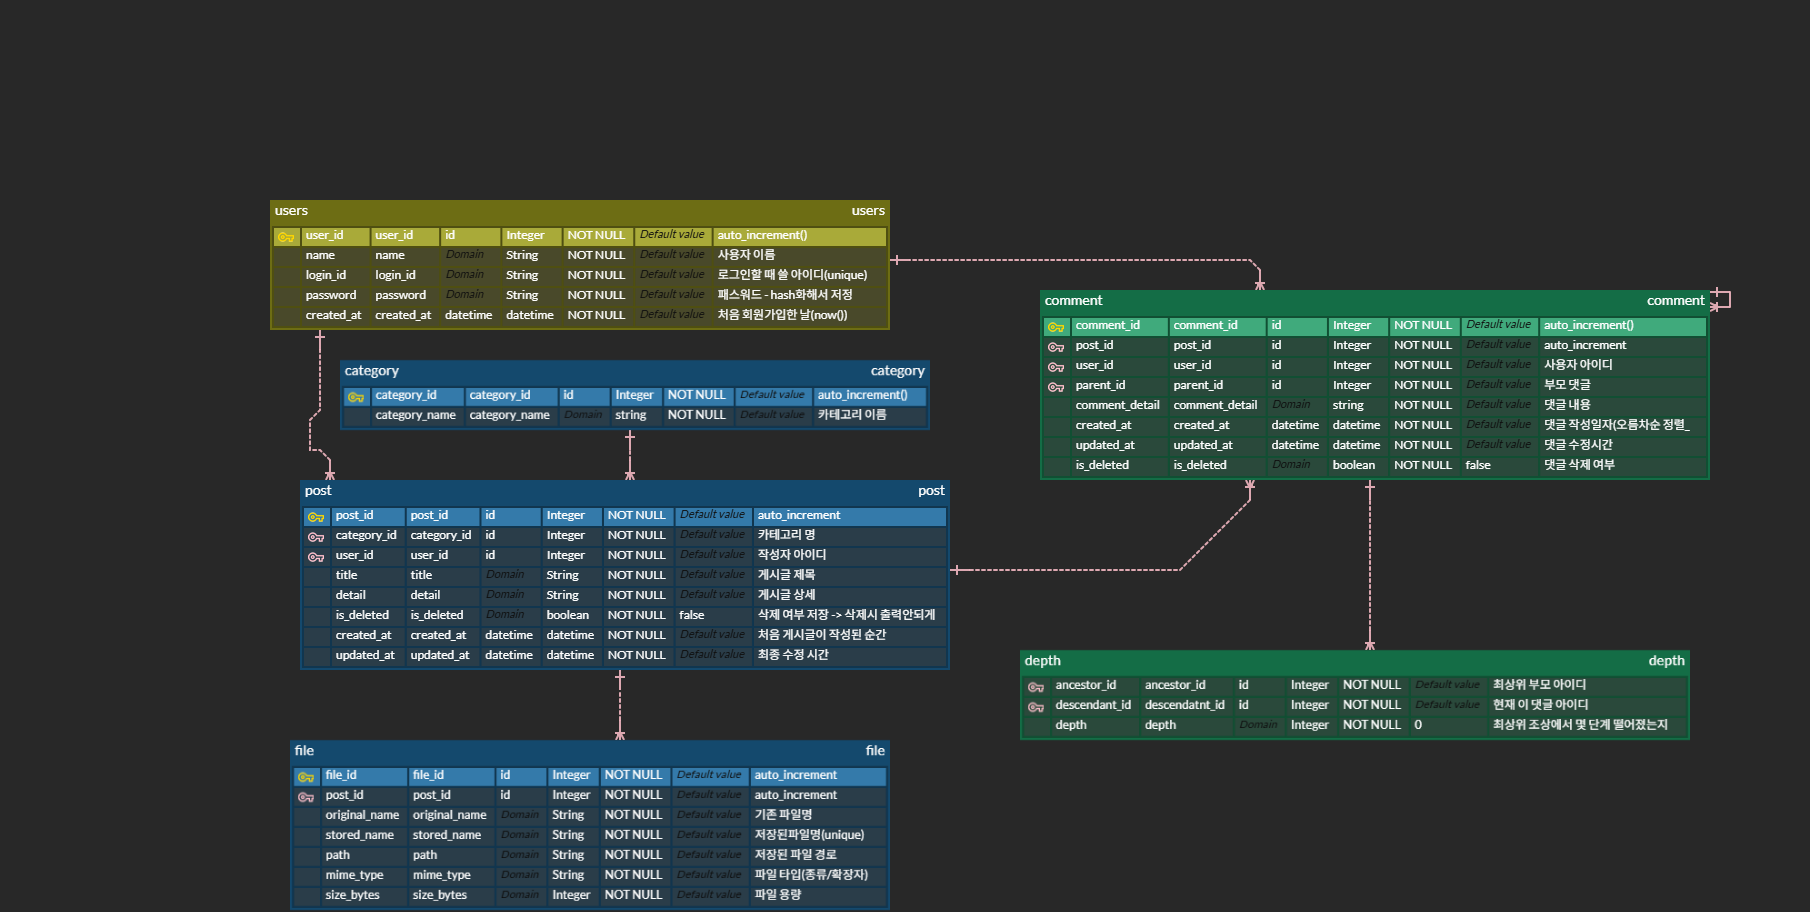 users users
user_id user_id id Integer NOT NULL Default value auto_increment()
name name Domain String NOT NULL Default value 사용자 이름
login_id login_id Domain String NOT NULL Default value 로그인할 때 쓸 아이디(unique)
password password Domain String NOT NULL Default value 패스워드 - hash화해서 저정
created_at created_at datetime datetime NOT NULL Default value 처음 회원가입한 날(now())
category category
category_id category_id id Integer NOT NULL Default value auto_increment()
category_name category_name Domain string NOT NULL Default value 카테고리 이름
comment comment
comment_id comment_id id Integer NOT NULL Default value auto_increment()
post_id post_id id Integer NOT NULL Default value auto_increment
user_id user_id id Integer NOT NULL Default value 사용자 아이디
parent_id parent_id id Integer NOT NULL Default value 부모 댓글
comment_detail comment_detail Domain string NOT NULL Default value 댓글 내용
created_at created_at datetime datetime NOT NULL Default value 댓글 작성일자(오름차순 정렬_
updated_at updated_at datetime datetime NOT NULL Default value 댓글 수정시간
is_deleted is_deleted Domain boolean NOT NULL false 댓글 삭제 여부
post post
post_id post_id id Integer NOT NULL Default value auto_increment
category_id category_id id Integer NOT NULL Default value 카테고리 명
user_id user_id id Integer NOT NULL Default value 작성자 아이디
title title Domain String NOT NULL Default value 게시글 제목
detail detail Domain String NOT NULL Default value 게시글 상세
is_deleted is_deleted Domain boolean NOT NULL false 삭제 여부 저장 -> 삭제시 출력안되게
created_at created_at datetime datetime NOT NULL Default value 처음 게시글이 작성된 순간
updated_at updated_at datetime datetime NOT NULL Default value 최종 수정 시간
depth depth
ancestor_id ancestor_id id Integer NOT NULL Default value 최상위 부모 아이디
descendant_id descendatnt_id id Integer NOT NULL Default value 현재 이 댓글 아이디
depth depth Domain Integer NOT NULL 0 최상위 조상에서 몇 단계 떨어졌는지
file file
file_id file_id id Integer NOT NULL Default value auto_increment
post_id post_id id Integer NOT NULL Default value auto_increment
original_name original_name Domain String NOT NULL Default value 기존 파일명
stored_name stored_name Domain String NOT NULL Default value 저장된파일명(unique)
path path Domain String NOT NULL Default value 저장된 파일 경로
mime_type mime_type Domain String NOT NULL Default value 파일 타입(종류/확장자)
size_bytes size_bytes Domain Integer NOT NULL Default value 파일 용량